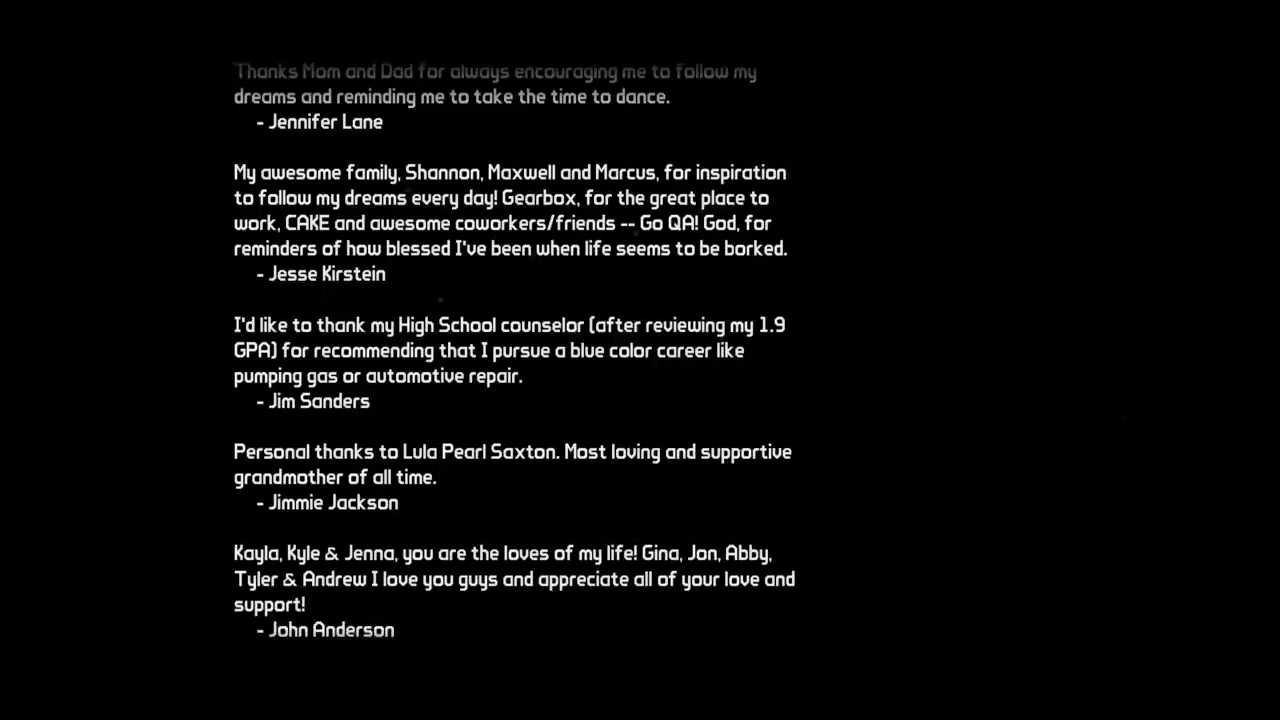 Thanks Mom and Dad for always encouraging me to follow my
dreams and reminding me to take the time to dance.
- Jennifer Lane
My awesome family, Shannon, Maxwell and Marcus, for inspiration
to follow my dreams every day! Gearbox, for the great place to
work, CAKE and awesome coworkers/friends -- Go QA! God, for
reminders of how blessed I've been when life seems to be borked.
- Jesse Kirstein
I'd like to thank my High School counselor (after reviewing my 1.9
GPA) for recommending that I pursue a blue color career like
pumping gas or automotive repair.
- Jim Sanders
Personal thanks to Lula Pearl Saxton. Most loving and supportive
grandmother of all time.
- Jimmie Jackson
Kayla, Kyle & Jenna, you are the loves of my life! Gina, Jon, Abby,
Tyler & Andrew I love you guys and appreciate all of your love and
support!
- John Anderson